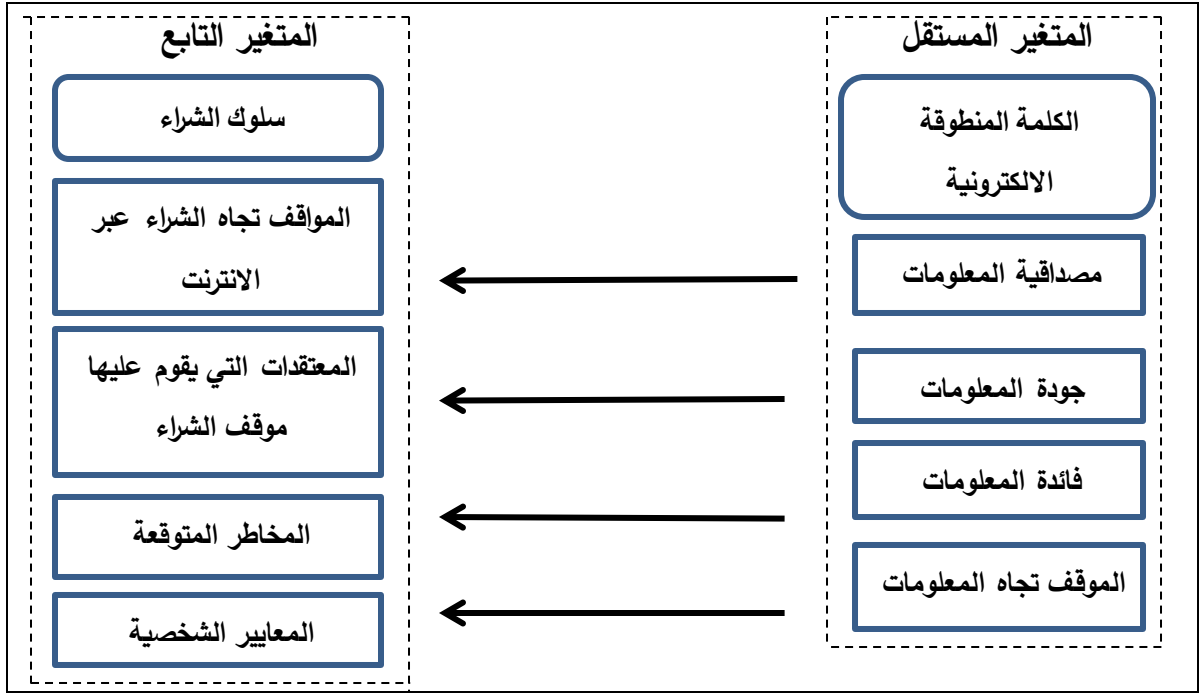 المتغير المستقل
الكلمة المنطوقة
الالكترونية
مصداقية المعلومات
جودة المعلومات
فائدة المعلومات
الموقف تجاه المعلومات
المتغير التابع
سلوك الشراء
المواقف تجاه الشراء عبر
الانترنت
المعتقدات التي يقوم عليها
موقف الشراء
المخاطر المتوقعة
المعايير الشخصية